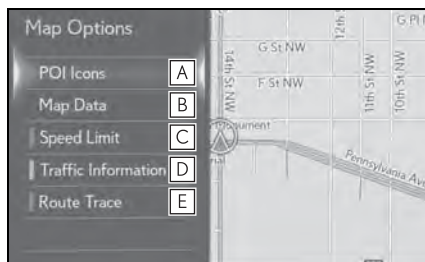 Map Options
POI Icons A
Map Data B
Speed Limit C
Traffic Information D
Route Trace E
12th
G Pl
G St NW
14th St NW
F St NW
11th St NW
10th St NW
Pennsylvania Ave